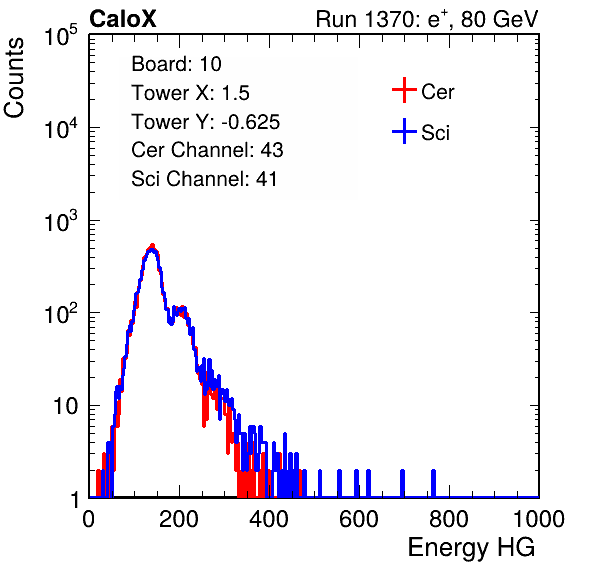 CaloX Run 1370: e⁺, 80 GeV
Counts
10⁵
10⁴
10³
10²
10
1
Board: 10
Tower X: 1.5
Tower Y: -0.625
Cer Channel: 43
Sci Channel: 41
Cer
Sci
0 200 400 600 800 1000
Energy HG